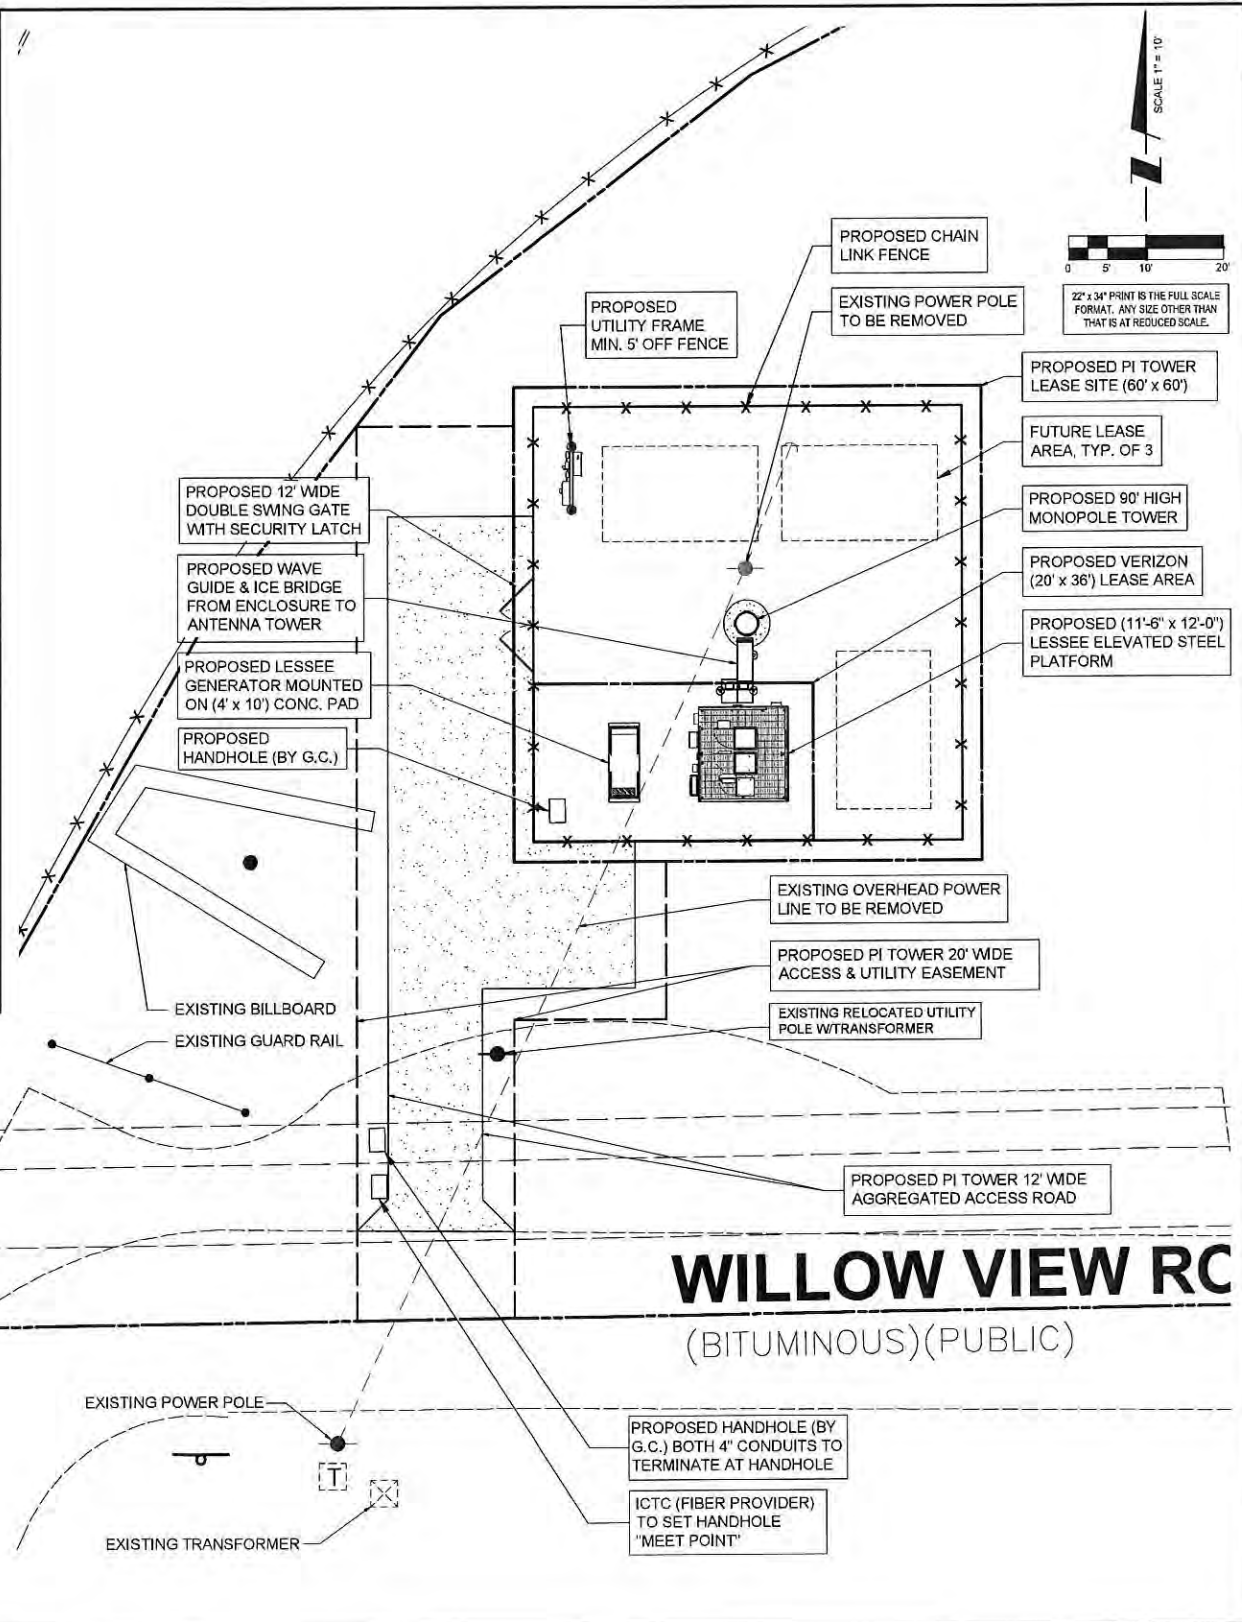 SCALE 1" = 10'
0 5' 10' 20'
22" x 34" PRINT IS THE FULL SCALE
FORMAT. ANY SIZE OTHER THAN
THAT IS AT REDUCED SCALE.
PROPOSED CHAIN
LINK FENCE
EXISTING POWER POLE
TO BE REMOVED
PROPOSED
UTILITY FRAME
MIN. 5' OFF FENCE
PROPOSED PI TOWER
LEASE SITE (60' x 60')
FUTURE LEASE
AREA, TYP. OF 3
PROPOSED 90' HIGH
MONOPOLE TOWER
PROPOSED VERIZON
(20' x 36') LEASE AREA
PROPOSED (11'-6" x 12'-0")
LESSEE ELEVATED STEEL
PLATFORM
PROPOSED 12' WIDE
DOUBLE SWING GATE
WITH SECURITY LATCH
PROPOSED WAVE
GUIDE & ICE BRIDGE
FROM ENCLOSURE TO
ANTENNA TOWER
PROPOSED LESSEE
GENERATOR MOUNTED
ON (4' x 10') CONC. PAD
PROPOSED
HANDHOLE (BY G.C.)
EXISTING OVERHEAD POWER
LINE TO BE REMOVED
PROPOSED PI TOWER 20' WIDE
ACCESS & UTILITY EASEMENT
EXISTING BILLBOARD
EXISTING RELOCATED UTILITY
POLE W/TRANSFORMER
EXISTING GUARD RAIL
PROPOSED PI TOWER 12' WIDE
AGGREGATED ACCESS ROAD
WILLOW VIEW RO
(BITUMINOUS)(PUBLIC)
EXISTING POWER POLE
T
EXISTING TRANSFORMER
PROPOSED HANDHOLE (BY
G.C.) BOTH 4" CONDUITS TO
TERMINATE AT HANDHOLE
ICTC (FIBER PROVIDER)
TO SET HANDHOLE
"MEET POINT"